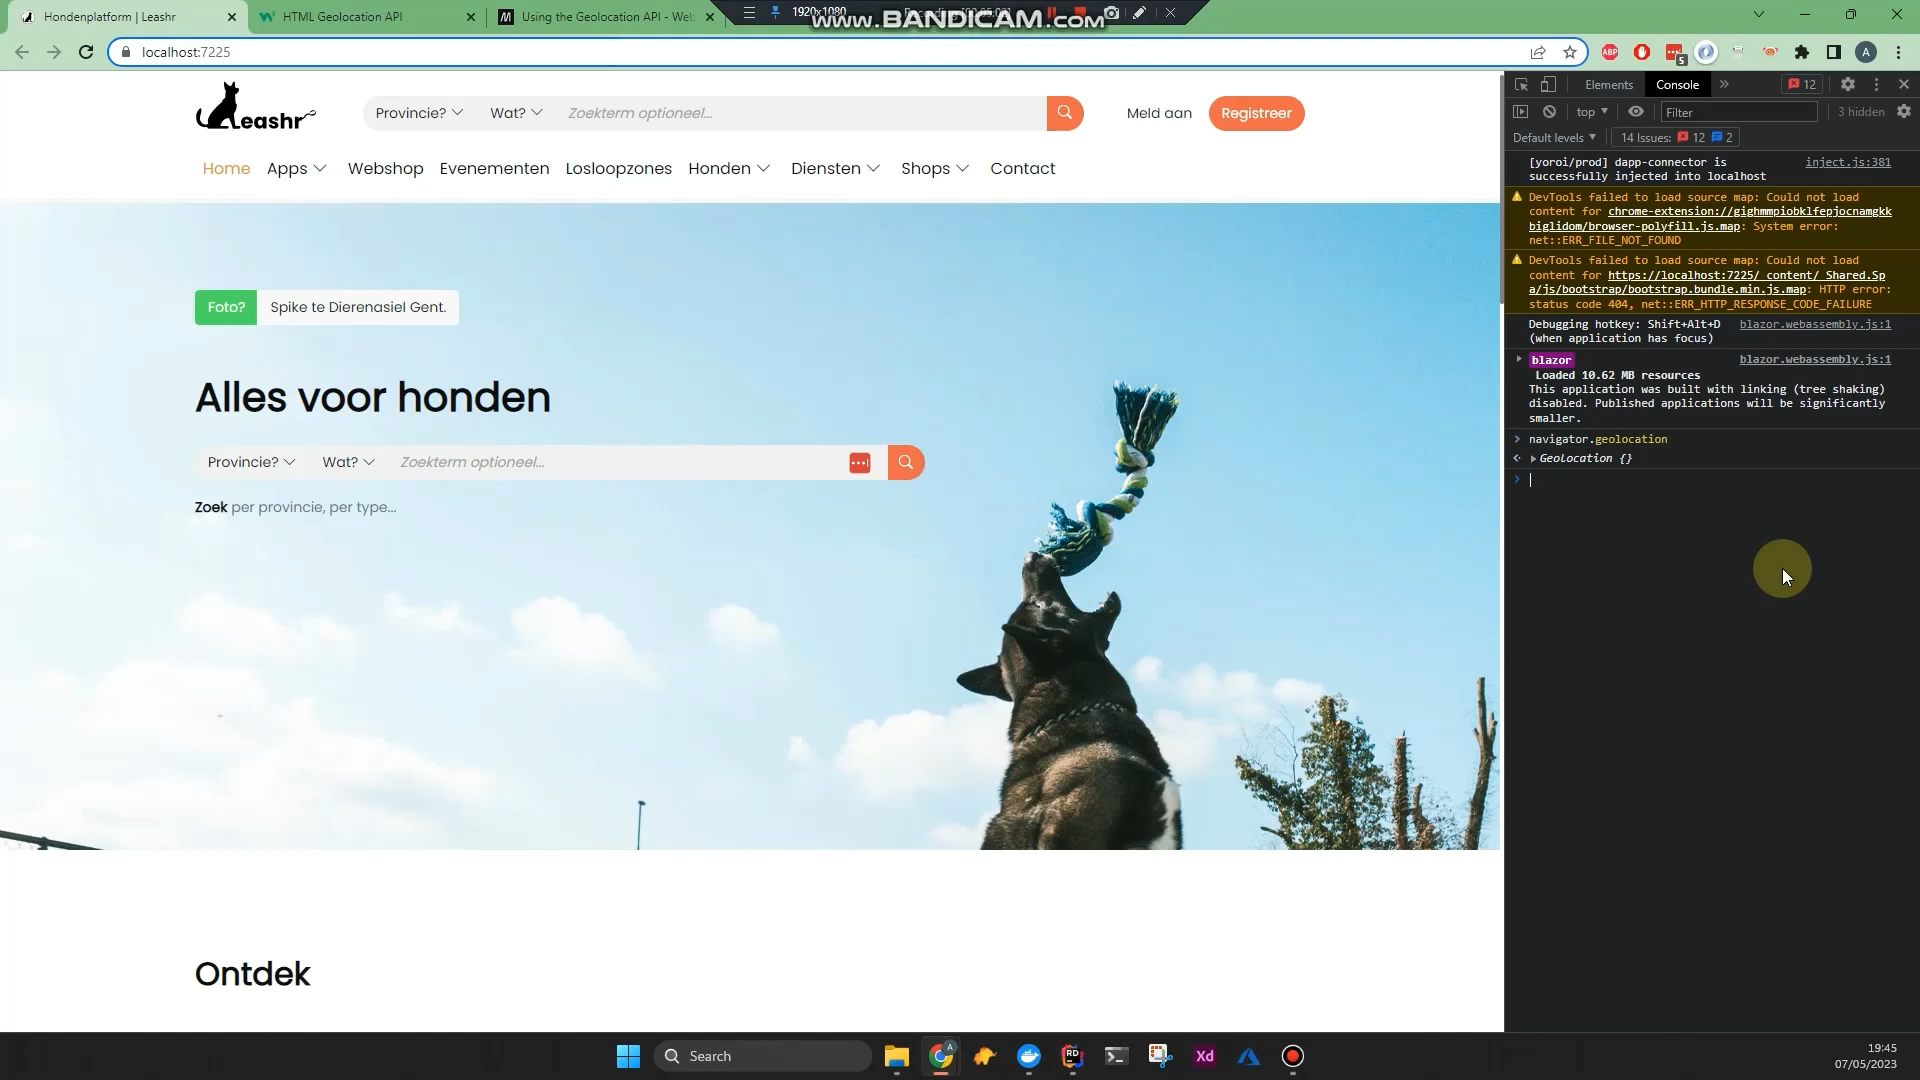 Hondenplatform | Leashr
HTML Geolocation API
Using the Geolocation API - Web
1920x1080
www.BANDICAM.com
localhost:7225
ABP
5
A
Leashr
Provincie?
Wat?
Zoekterm optioneel...
Meld aan
Registreer
Home
Apps
Webshop
Evenementen
Losloopzones
Honden
Diensten
Shops
Contact
Foto?
Spike te Dierenasiel Gent.
Alles voor honden
Provincie?
Wat?
Zoekterm optioneel...
Zoek per provincie, per type...
Ontdek
Elements
Console
12
top
Filter
3 hidden
Default levels
14 Issues: 12 2
[yoroi/prod] dapp-connector is inject.js:381
successfully injected into localhost
DevTools failed to load source map: Could not load
content for chrome-extension://gighmmpiobklfepjocnamgkk
biglidom/browser-polyfill.js.map: System error:
net::ERR_FILE_NOT_FOUND
DevTools failed to load source map: Could not load
content for https://localhost:7225/_content/_Shared.Sp
a/js/bootstrap/bootstrap.bundle.min.js.map: HTTP error:
status code 404, net::ERR_HTTP_RESPONSE_CODE_FAILURE
Debugging hotkey: Shift+Alt+D blazor.webassembly.js:1
(when application has focus)
blazor blazor.webassembly.js:1
Loaded 10.62 MB resources
This application was built with linking (tree shaking)
disabled. Published applications will be significantly
smaller.
navigator.geolocation
Geolocation {}
Search
A
RD
Xd
19:45
07/05/2023